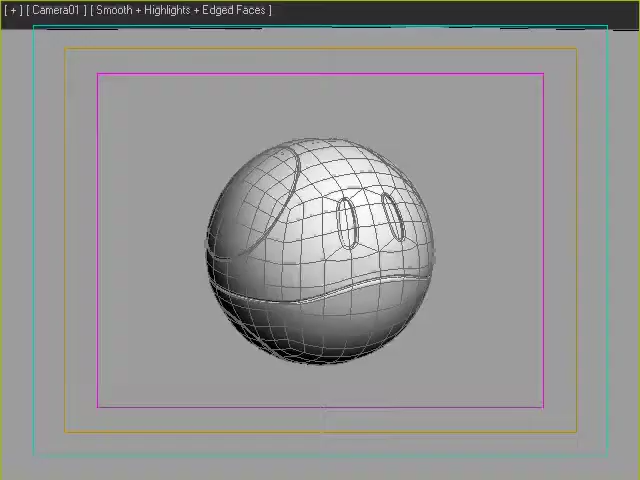 [ + ] [ Camera01 ] [ Smooth + Highlights + Edged Faces ]